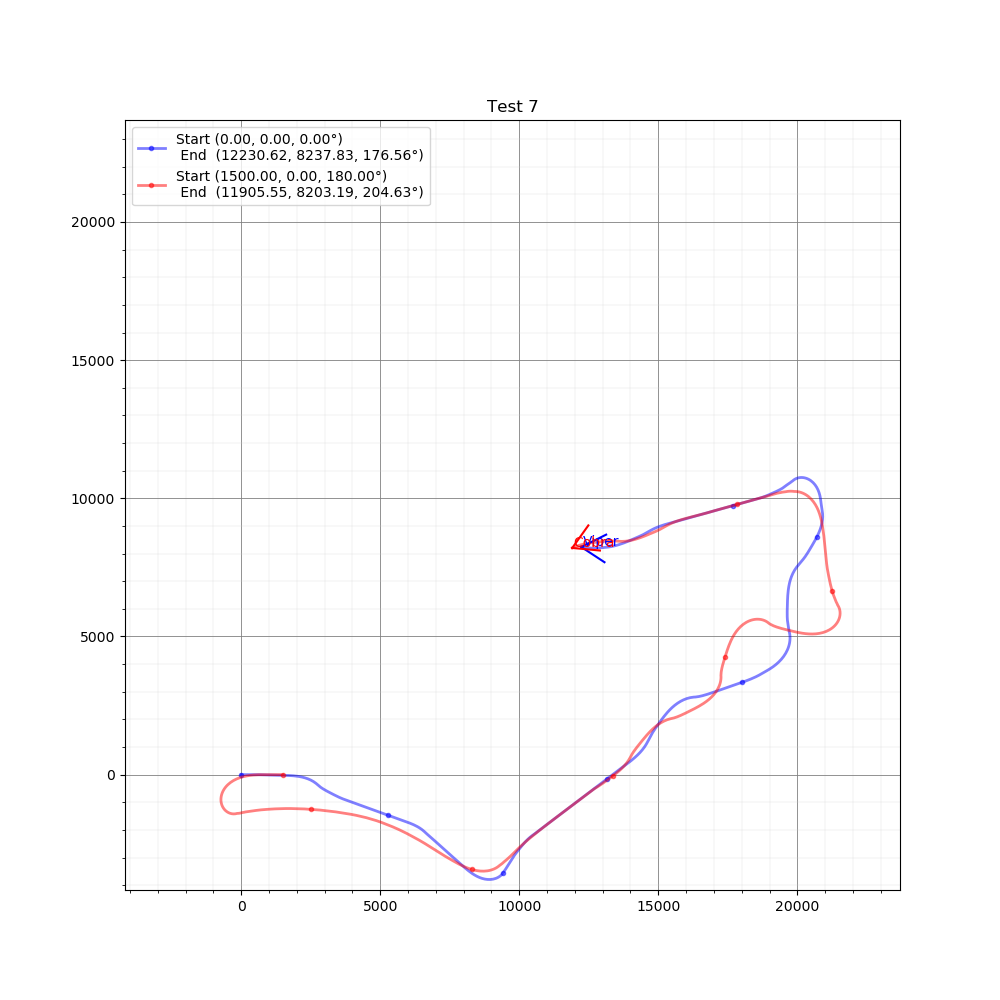 Test 7
Start (0.00, 0.00, 0.00°)
End (12230.62, 8237.83, 176.56°)
Start (1500.00, 0.00, 180.00°)
End (11905.55, 8203.19, 204.63°)
20000
15000
10000
5000
0
0
5000
10000
15000
20000